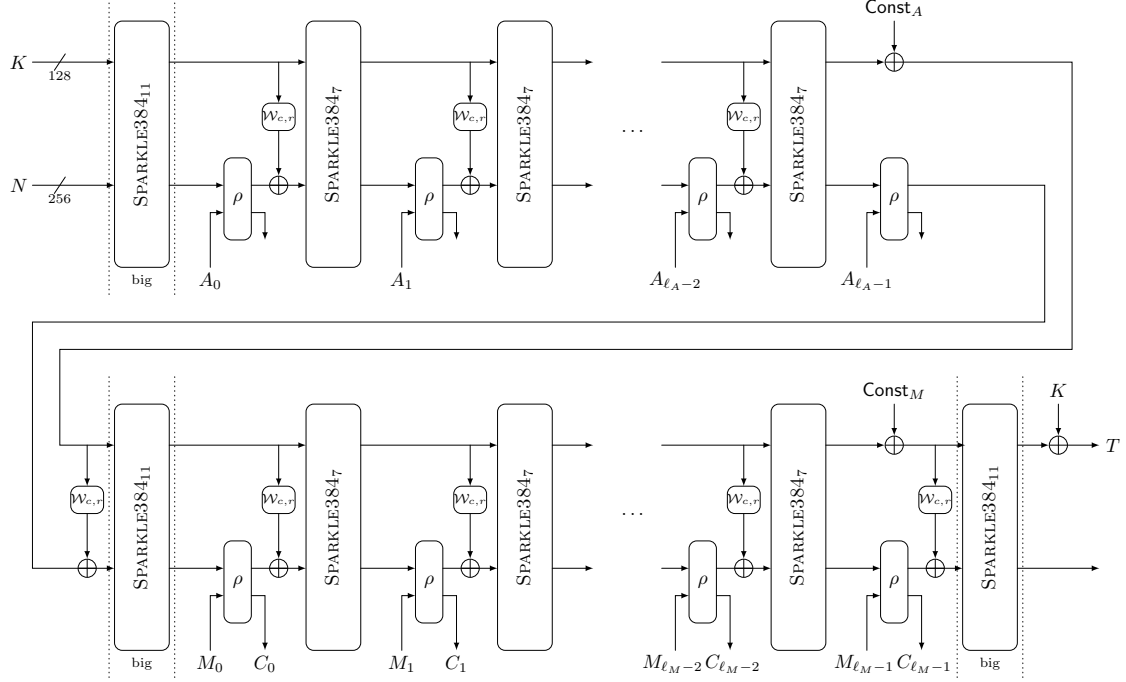 Const_A
K
128
SPARKLE384_11
W_{c,r}
SPARKLE384_7
W_{c,r}
SPARKLE384_7
...
W_{c,r}
SPARKLE384_7
N
256
ρ
ρ
ρ
ρ
big
A_0
A_1
A_{ℓ_A−2}
A_{ℓ_A−1}
Const_M
K
T
W_{c,r}
SPARKLE384_11
W_{c,r}
SPARKLE384_7
W_{c,r}
SPARKLE384_7
...
W_{c,r}
SPARKLE384_7
W_{c,r}
SPARKLE384_11
ρ
ρ
ρ
ρ
big
M_0
C_0
M_1
C_1
M_{ℓ_M−2}
C_{ℓ_M−2}
M_{ℓ_M−1}
C_{ℓ_M−1}
big